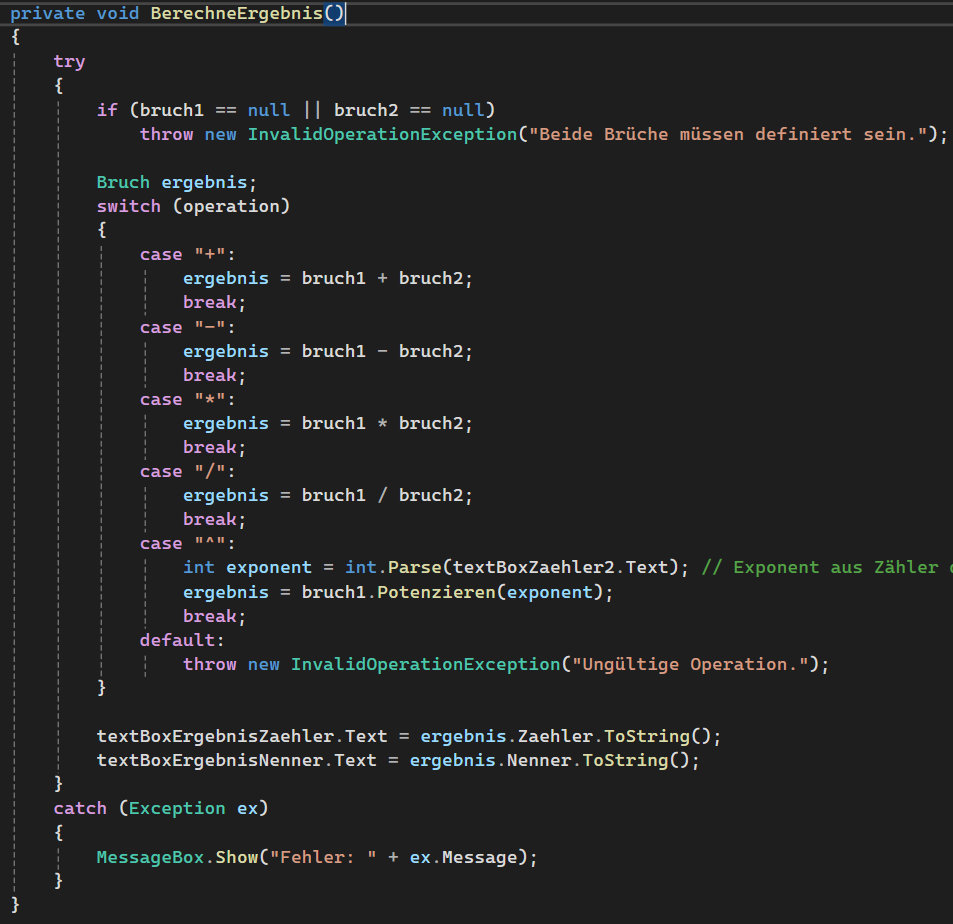 private void BerechneErgebnis()
{
    try
    {
        if (bruch1 == null || bruch2 == null)
            throw new InvalidOperationException("Beide Brüche müssen definiert sein.");

        Bruch ergebnis;
        switch (operation)
        {
            case "+":
                ergebnis = bruch1 + bruch2;
                break;
            case "-":
                ergebnis = bruch1 - bruch2;
                break;
            case "*":
                ergebnis = bruch1 * bruch2;
                break;
            case "/":
                ergebnis = bruch1 / bruch2;
                break;
            case "^":
                int exponent = int.Parse(textBoxZaehler2.Text); // Exponent aus Zähler
                ergebnis = bruch1.Potenzieren(exponent);
                break;
            default:
                throw new InvalidOperationException("Ungültige Operation.");
        }

        textBoxErgebnisZaehler.Text = ergebnis.Zaehler.ToString();
        textBoxErgebnisNenner.Text = ergebnis.Nenner.ToString();
    }
    catch (Exception ex)
    {
        MessageBox.Show("Fehler: " + ex.Message);
    }
}